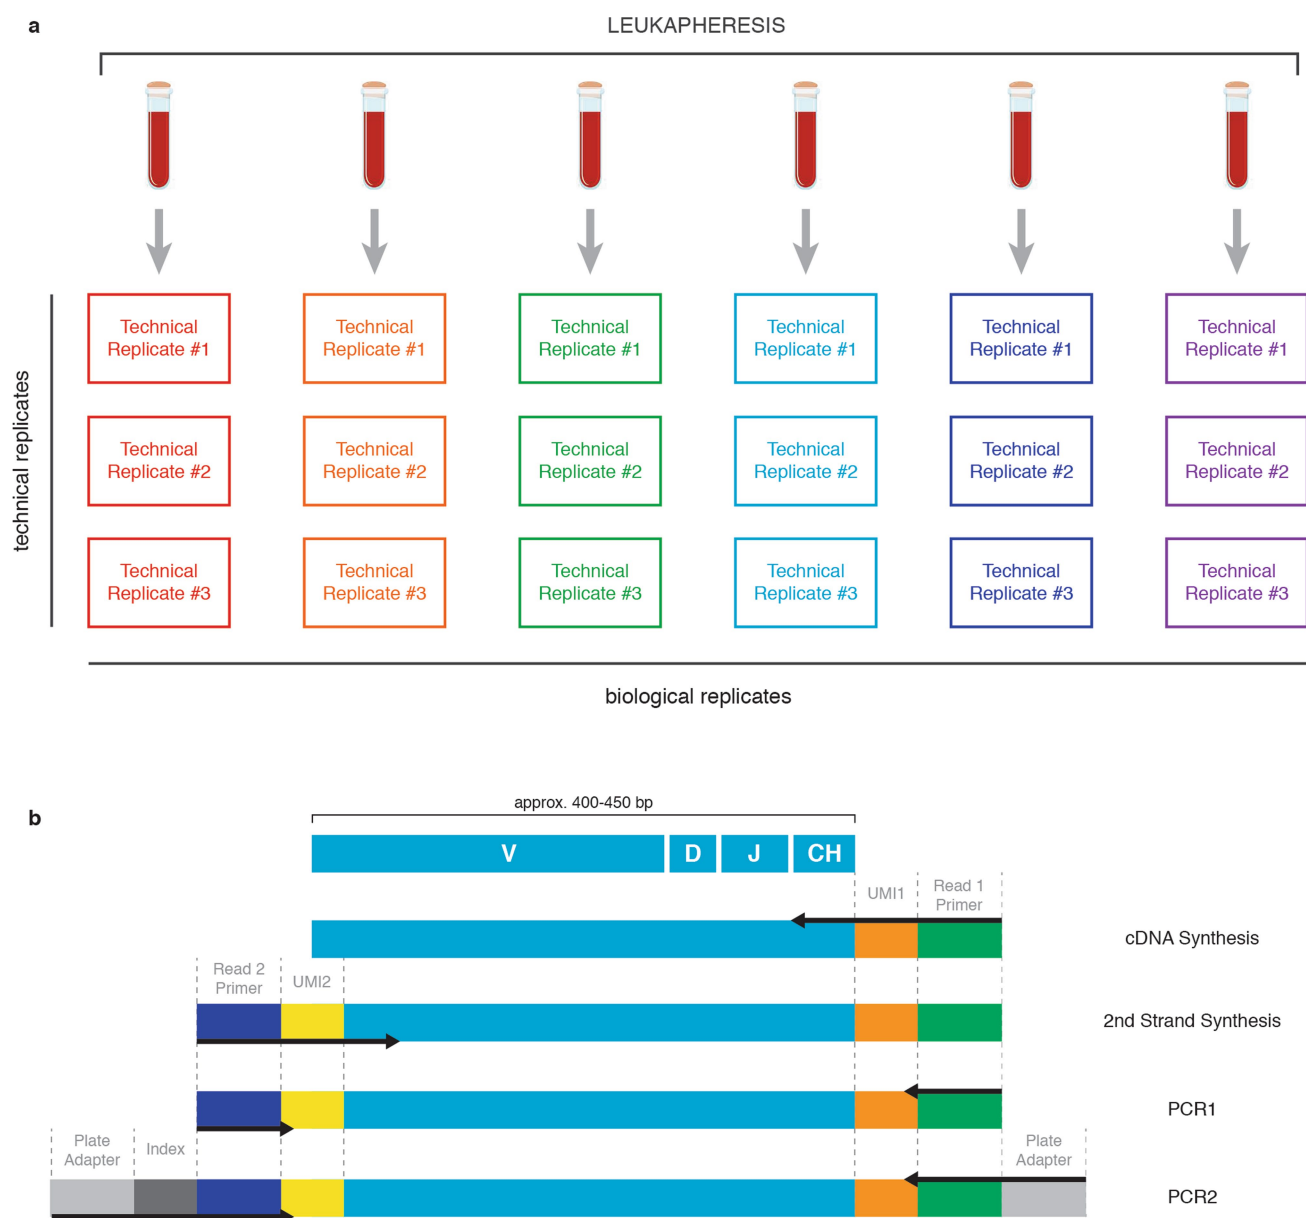 a
LEUKAPHERESIS
technical replicates
Technical
Replicate #1
Technical
Replicate #1
Technical
Replicate #1
Technical
Replicate #1
Technical
Replicate #1
Technical
Replicate #1
Technical
Replicate #2
Technical
Replicate #2
Technical
Replicate #2
Technical
Replicate #2
Technical
Replicate #2
Technical
Replicate #2
Technical
Replicate #3
Technical
Replicate #3
Technical
Replicate #3
Technical
Replicate #3
Technical
Replicate #3
Technical
Replicate #3
biological replicates
b
approx. 400-450 bp
V D J CH
UMI1
Read 1
Primer
cDNA Synthesis
Read 2
Primer
UMI2
2nd Strand Synthesis
PCR1
Plate
Adapter
Index
Plate
Adapter
PCR2